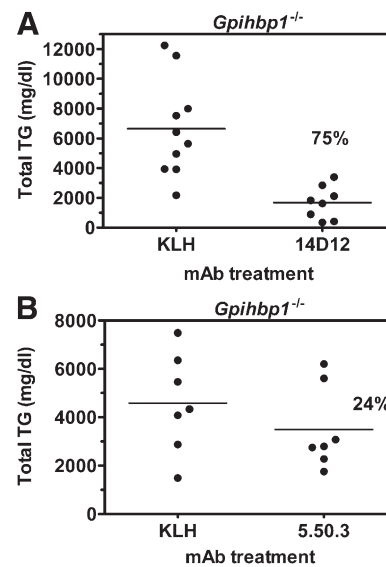 A
Gpihbp1-/-
Total TG (mg/dl)
12000
10000
8000
6000
4000
2000
0
75%
KLH 14D12
mAb treatment
B
Gpihbp1-/-
Total TG (mg/dl)
8000
6000
4000
2000
0
24%
KLH 5.50.3
mAb treatment